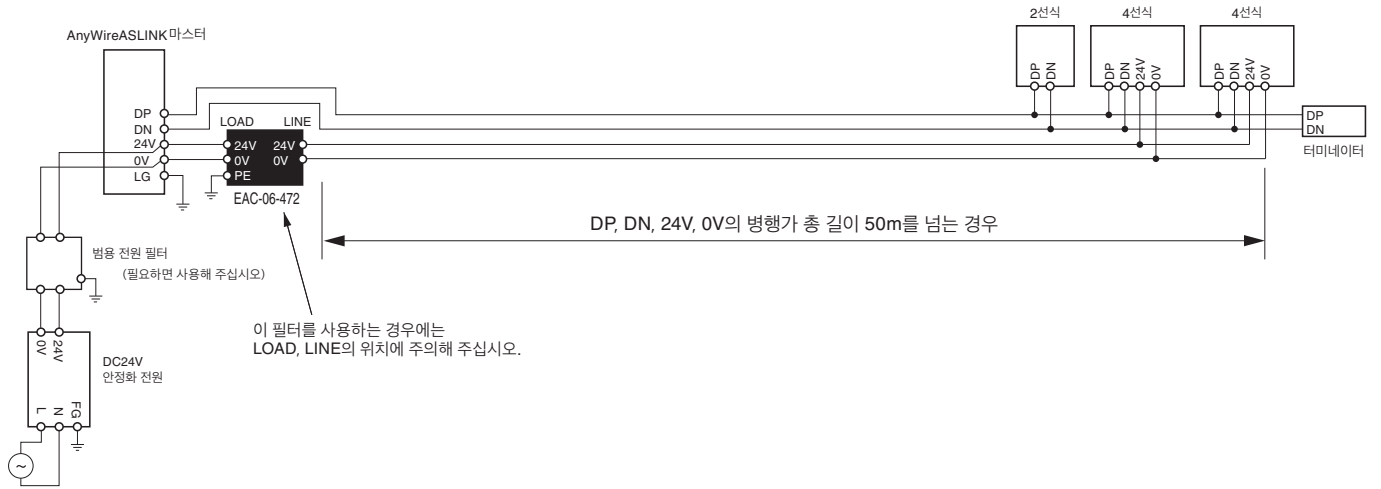 2선식
4선식
4선식
AnyWireASLINK마스터
DP
DN
24V
0V
LG
LOAD
LINE
24V
0V
PE
24V
0V
EAC-06-472
DP
DN
DP
DN
24V
0V
DP
DN
24V
0V
DP
DN
터미네이터
DP, DN, 24V, 0V의 병행가 총 길이 50m를 넘는 경우
범용 전원 필터
(필요하면 사용해 주십시오)
이 필터를 사용하는 경우에는
LOAD, LINE의 위치에 주의해 주십시오.
0V
24V
DC24V
안정화 전원
L
N
FG
~